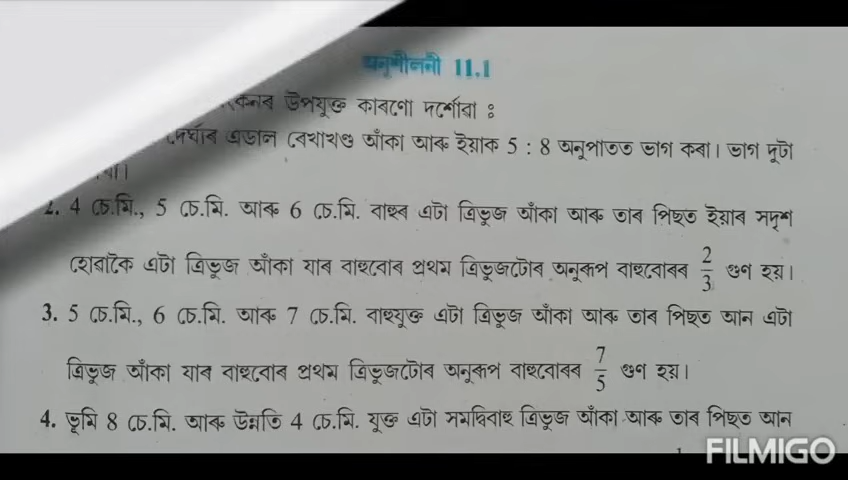 অনুশীলনী 11.1
উপযুক্ত কাৰণো দৰ্শোৱা :
এডাল ৰেখাখণ্ড আঁকা আৰু ইয়াক 5 : 8 অনুপাতত ভাগ কৰা। ভাগ দুটা
2. 4 চে.মি., 5 চে.মি. আৰু 6 চে.মি. বাহুৰ এটা ত্ৰিভুজ আঁকা আৰু তাৰ পিছত ইয়াৰ সদৃশ
হোৱাকৈ এটা ত্ৰিভুজ আঁকা যাৰ বাহুবোৰ প্ৰথম ত্ৰিভুজটোৰ অনুৰূপ বাহুবোৰৰ 2/3 গুণ হয়।
3. 5 চে.মি., 6 চে.মি. আৰু 7 চে.মি. বাহুযুক্ত এটা ত্ৰিভুজ আঁকা আৰু তাৰ পিছত আন এটা
ত্ৰিভুজ আঁকা যাৰ বাহুবোৰ প্ৰথম ত্ৰিভুজটোৰ অনুৰূপ বাহুবোৰৰ 7/5 গুণ হয়।
4. ভূমি 8 চে.মি. আৰু উন্নতি 4 চে.মি. যুক্ত এটা সমদ্বিবাহু ত্ৰিভুজ আঁকা আৰু তাৰ পিছত আন
FILMIGO